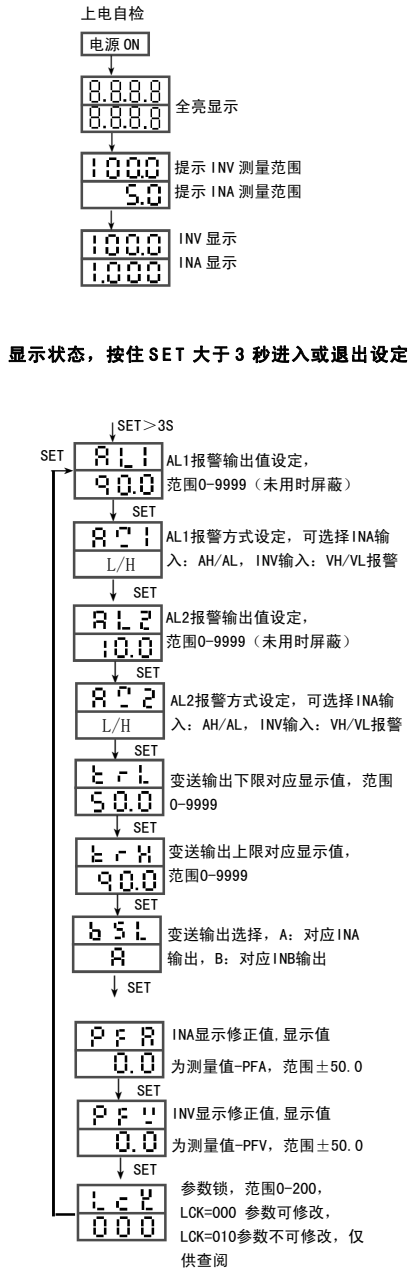 上电自检
电源 ON
8.8.8.8
8.8.8.8
全亮显示
100.0
5.0
提示 INV 测量范围
提示 INA 测量范围
100.0
1.000
INV 显示
INA 显示
显示状态，按住 SET 大于 3 秒进入或退出设定
SET＞3S
SET
AL1
90.0
AL1报警输出值设定，
范围0-9999（未用时屏蔽）
SET
L/H
AL1报警方式设定，可选择INA输
入：AH/AL，INV输入：VH/VL报警
SET
AL2
10.0
AL2报警输出值设定，
范围0-9999（未用时屏蔽）
SET
L/H
AL2报警方式设定，可选择INA输
入：AH/AL，INV输入：VH/VL报警
SET
trL
50.0
变送输出下限对应显示值，范围
0-9999
SET
trH
90.0
变送输出上限对应显示值，
范围0-9999
SET
bSL
A
变送输出选择，A：对应INA
输出，B：对应INB输出
SET
PFA
0.0
INA显示修正值,显示值
为测量值-PFA，范围±50.0
SET
PFV
0.0
INV显示修正值,显示值
为测量值-PFV，范围±50.0
SET
LcK
000
参数锁，范围0-200，
LCK=000 参数可修改，
LCK=010参数不可修改，仅
供查阅